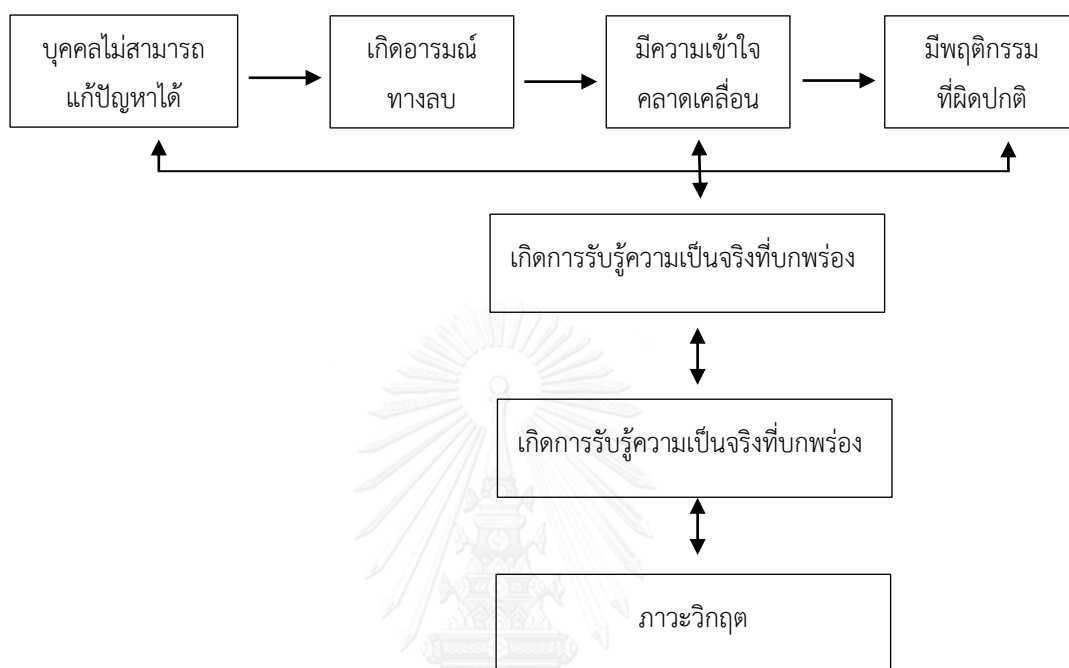 บุคคลไม่สามารถ
แก้ปัญหาได้
เกิดอารมณ์
ทางลบ
มีความเข้าใจ
คลาดเคลื่อน
มีพฤติกรรม
ที่ผิดปกติ
เกิดการรับรู้ความเป็นจริงที่บกพร่อง
เกิดการรับรู้ความเป็นจริงที่บกพร่อง
ภาวะวิกฤต